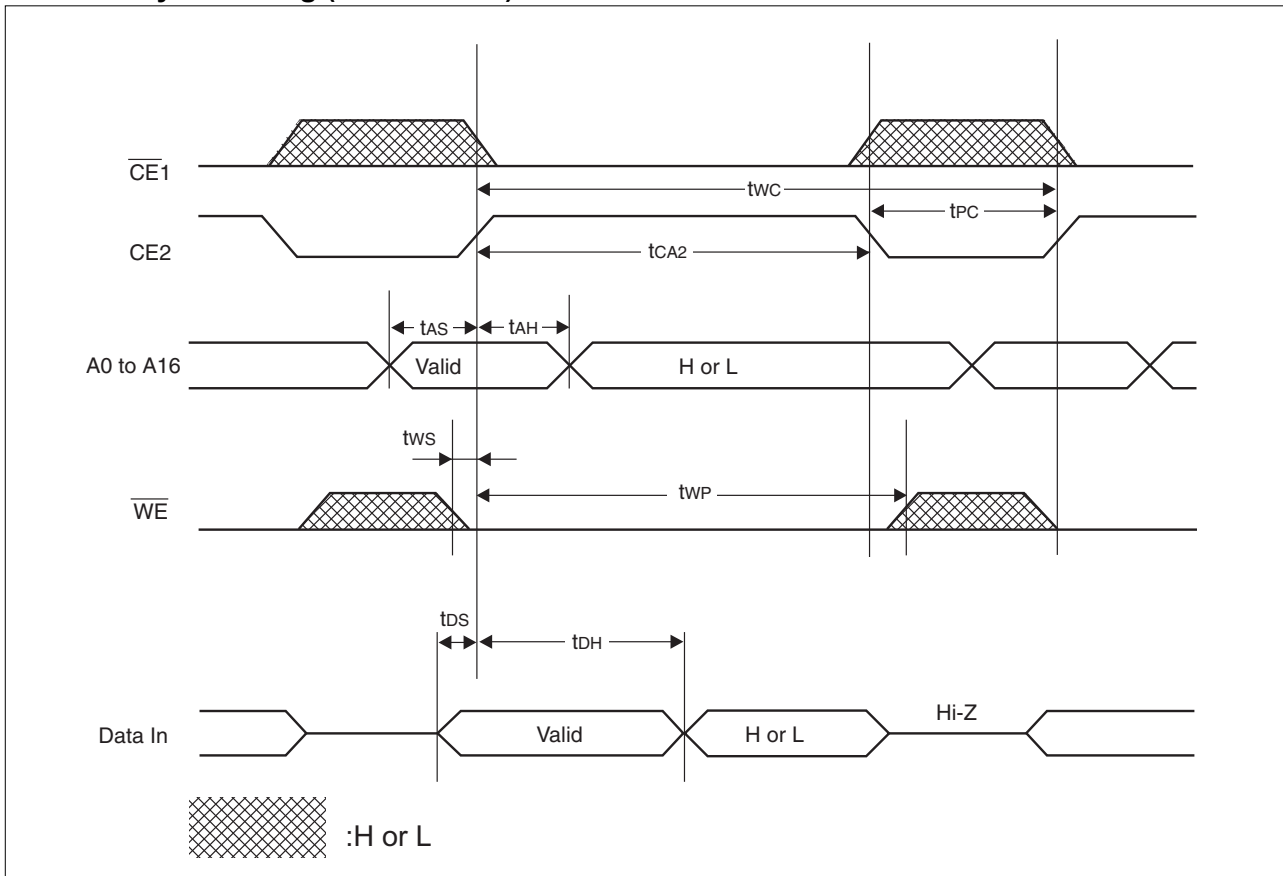 CE1
tWC
tPC
CE2
tCA2
tAS
tAH
A0 to A16
Valid
H or L
tWS
tWP
WE
tDS
tDH
Data In
Valid
H or L
Hi-Z
:H or L